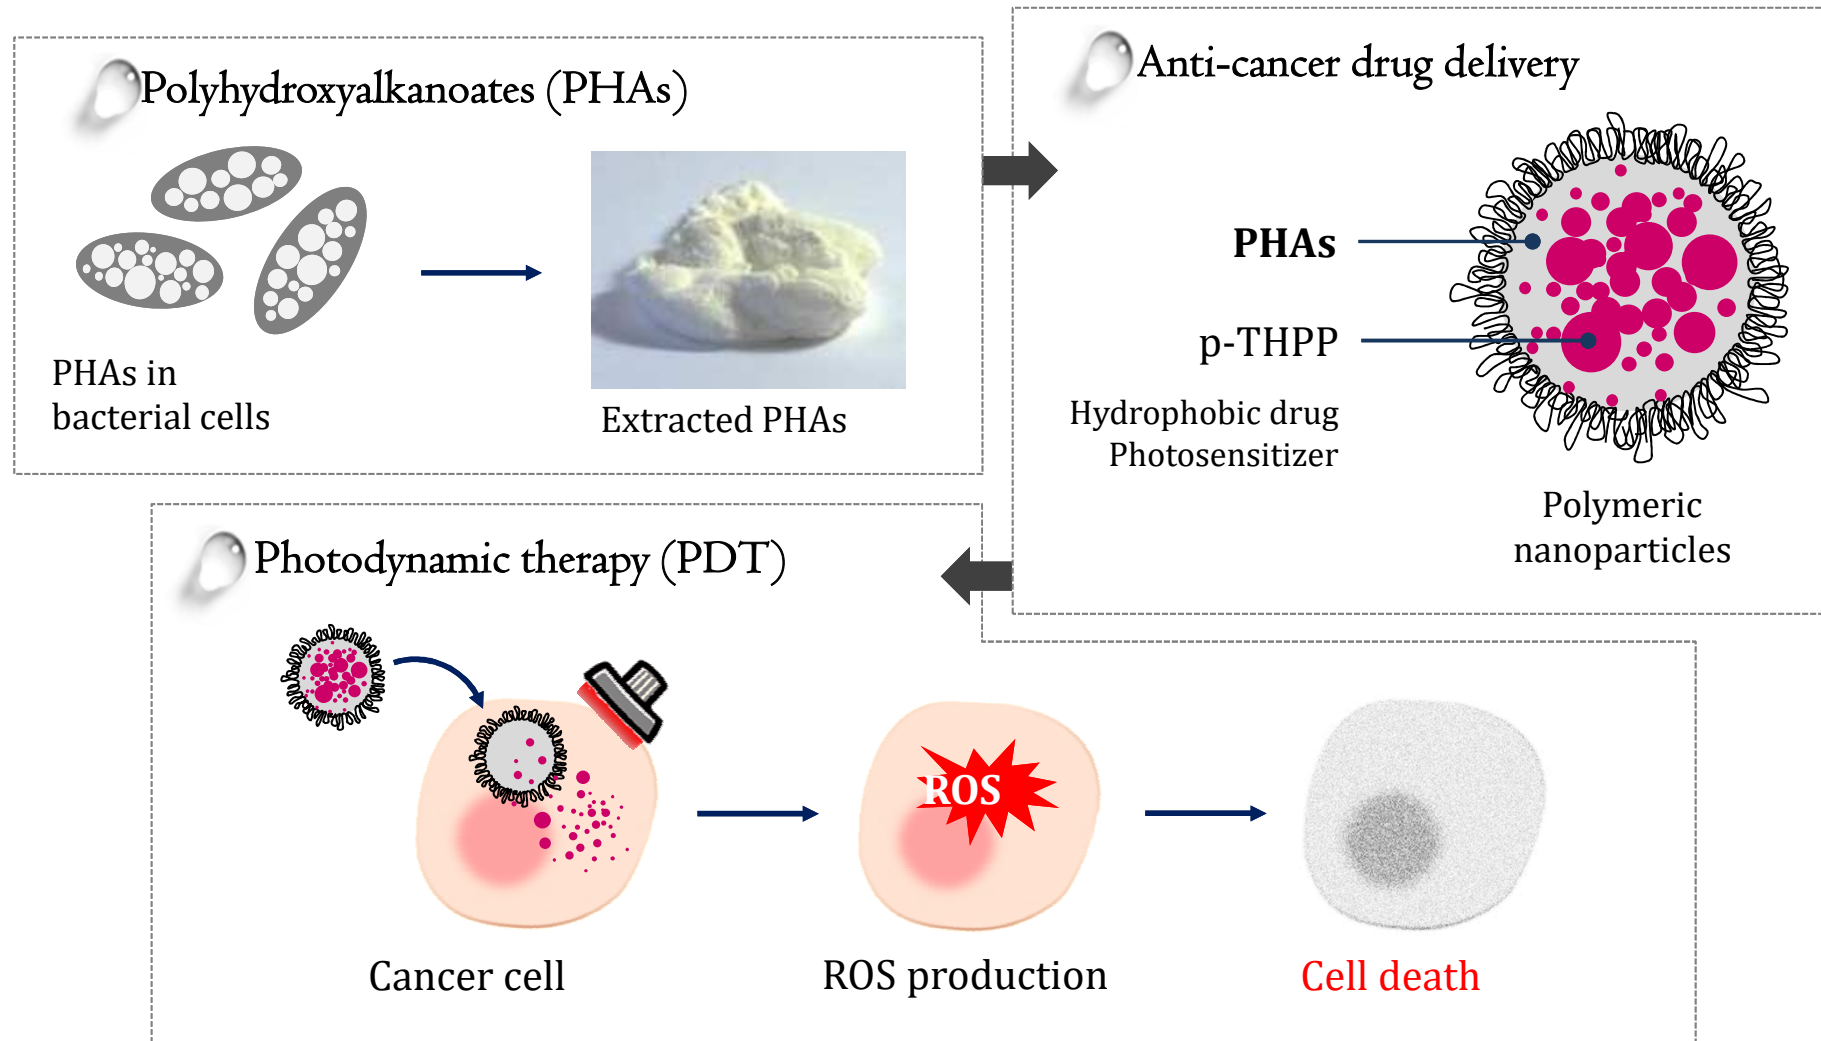 Polyhydroxyalkanoates (PHAs)
PHAs in
bacterial cells
Extracted PHAs
Anti-cancer drug delivery
PHAs
p-THPP
Hydrophobic drug
Photosensitizer
Polymeric
nanoparticles
Photodynamic therapy (PDT)
ROS
Cancer cell
ROS production
Cell death